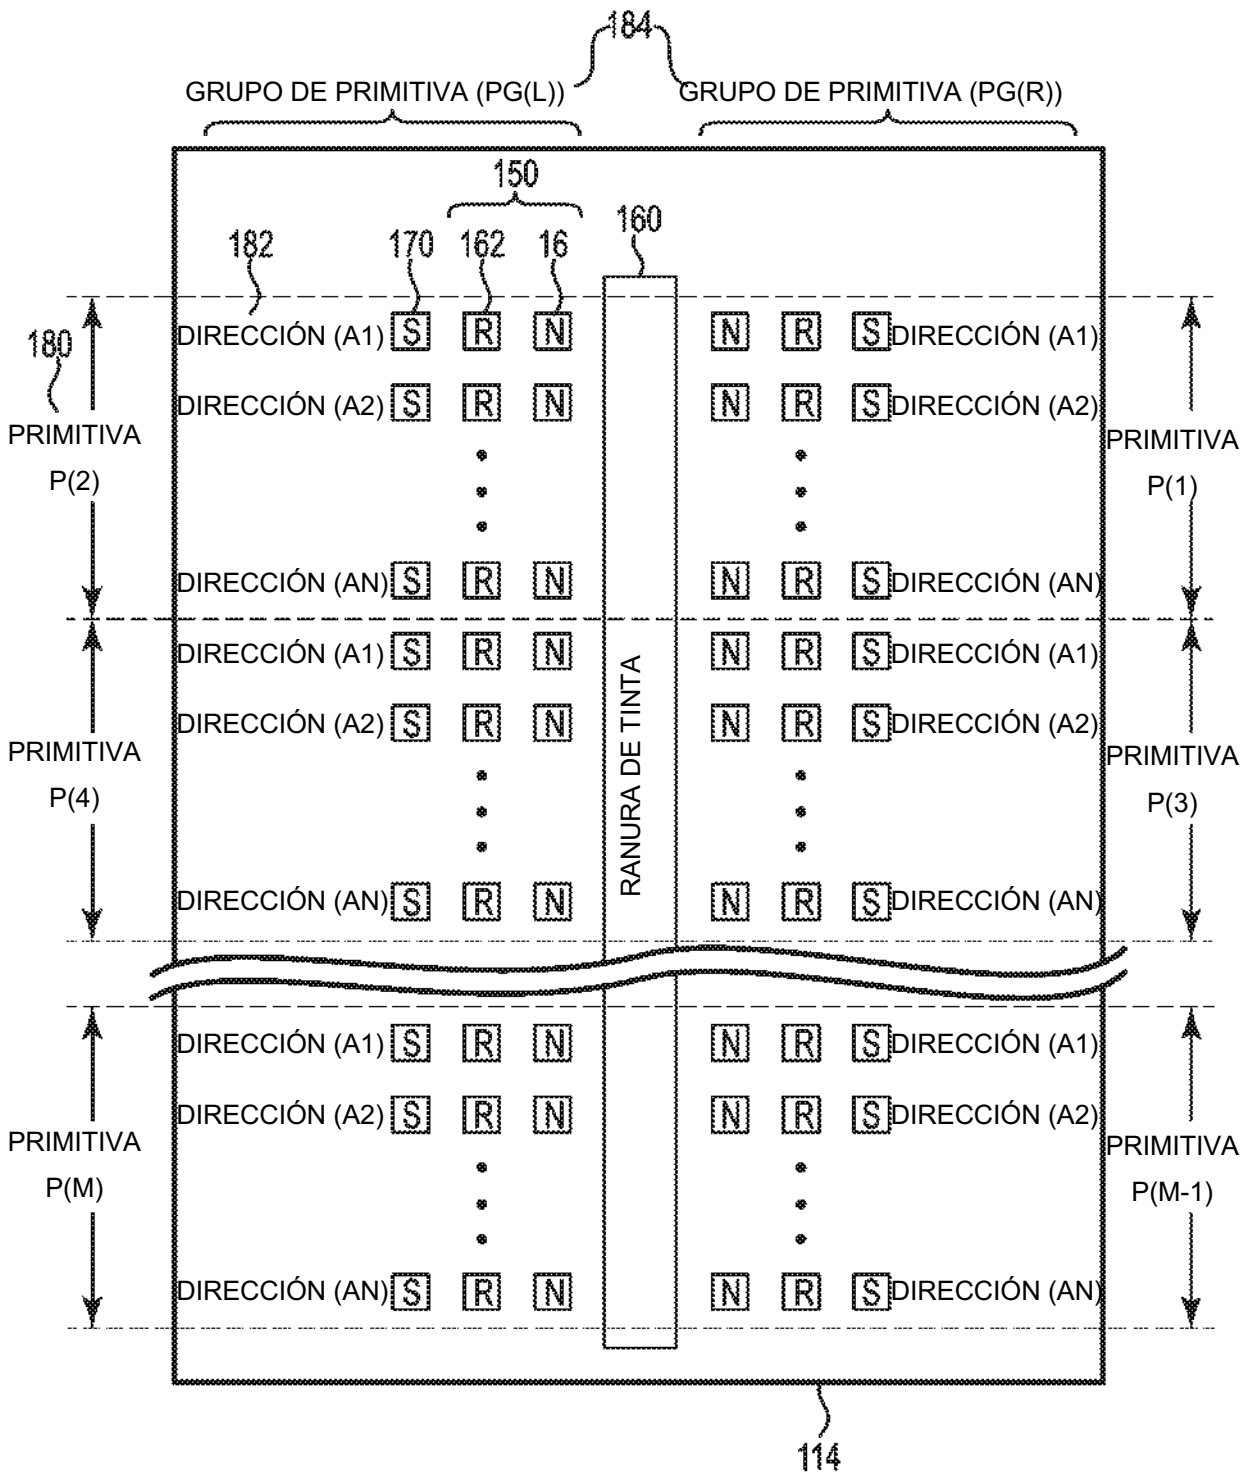 184
GRUPO DE PRIMITIVA (PG(L)) GRUPO DE PRIMITIVA (PG(R))
150
182 170 162 16 160
DIRECCIÓN (A1) S R N N R S DIRECCIÓN (A1)
180
DIRECCIÓN (A2) S R N N R S DIRECCIÓN (A2)
PRIMITIVA
P(2)
PRIMITIVA
P(1)
DIRECCIÓN (AN) S R N N R S DIRECCIÓN (AN)
DIRECCIÓN (A1) S R N N R S DIRECCIÓN (A1)
DIRECCIÓN (A2) S R N N R S DIRECCIÓN (A2)
RANURA DE TINTA
PRIMITIVA
P(4)
PRIMITIVA
P(3)
DIRECCIÓN (AN) S R N N R S DIRECCIÓN (AN)
DIRECCIÓN (A1) S R N N R S DIRECCIÓN (A1)
DIRECCIÓN (A2) S R N N R S DIRECCIÓN (A2)
PRIMITIVA
P(M)
PRIMITIVA
P(M-1)
DIRECCIÓN (AN) S R N N R S DIRECCIÓN (AN)
114